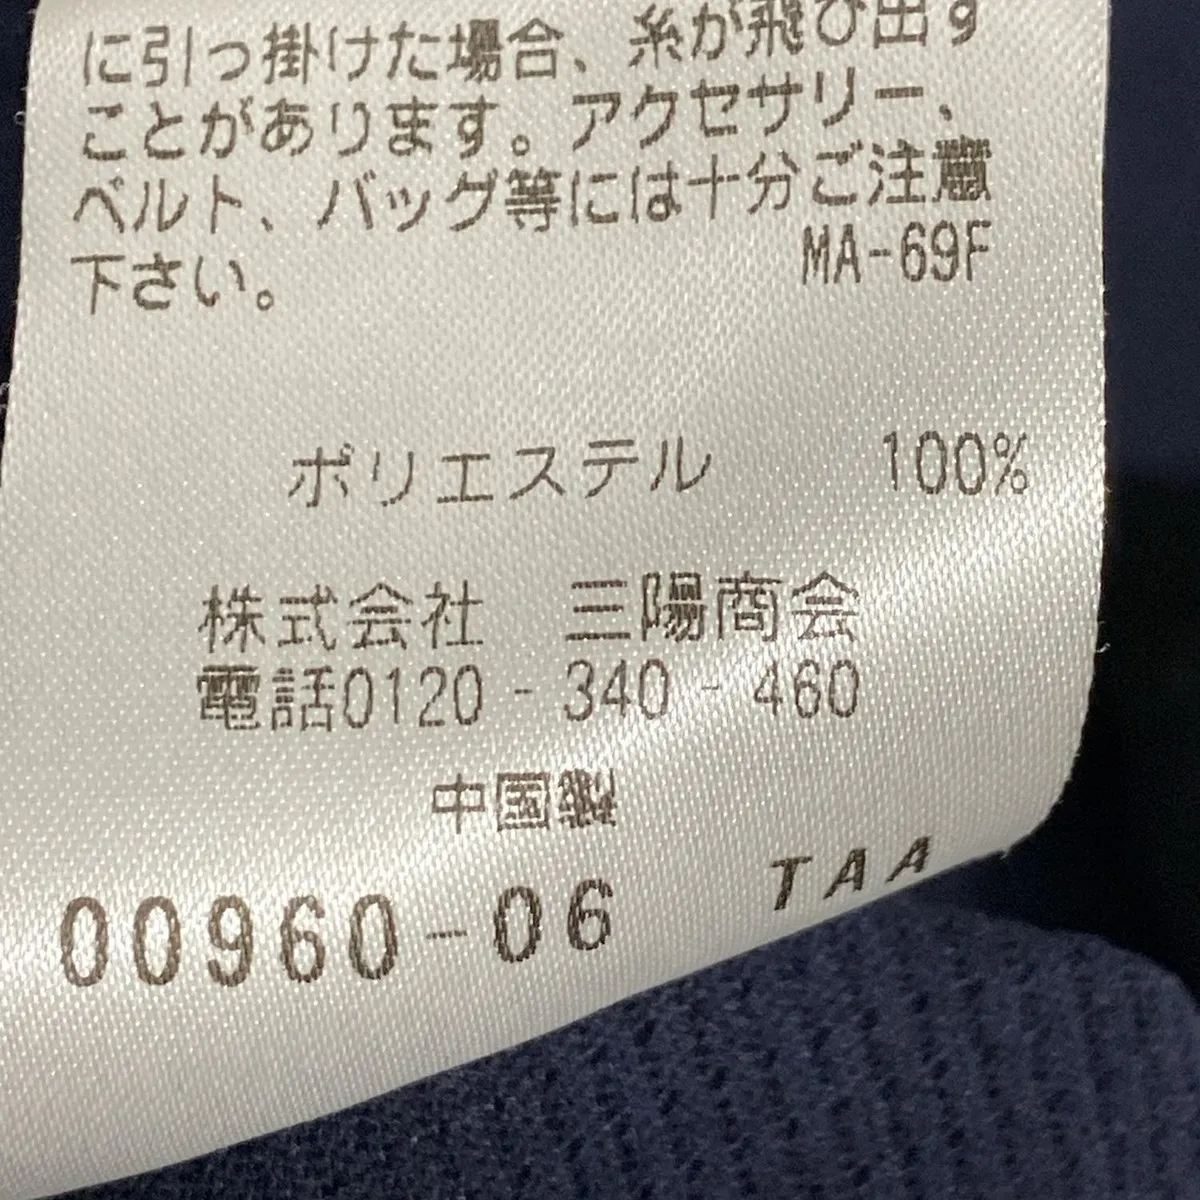 に引っ掛けた場合、糸が飛び出す
ことがあります。アクセサリー、
ベルト、バッグ等には十分ご注意
下さい。
MA-69F
ポリエステル 100%
株式会社 三陽商会
電話0120 - 340 - 460
中国製
00960-06 TAA